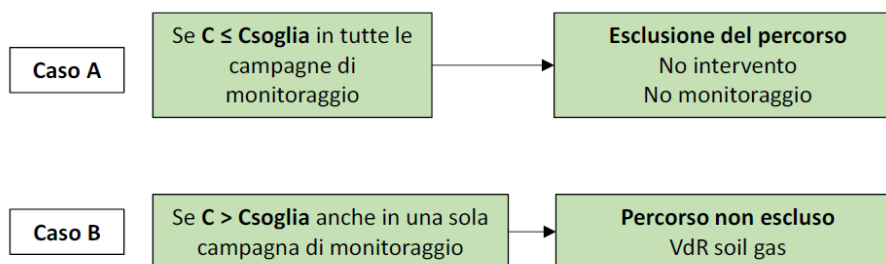 Caso A
Se C ≤ Csoglia in tutte le
campagne di
monitoraggio
Esclusione del percorso
No intervento
No monitoraggio
Caso B
Se C > Csoglia anche in una sola
campagna di monitoraggio
Percorso non escluso
VdR soil gas